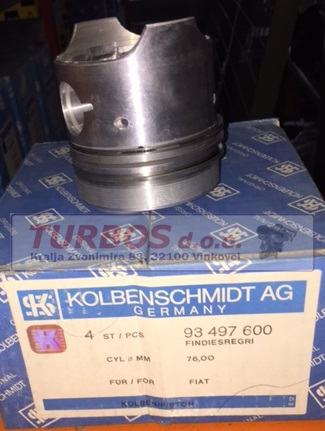 TURBOS d.o.o.
Kralja Zvonimira 83, 32100 Vinkovci
KS
KOLBENSCHMIDT AG
GERMANY
4 ST / PCS 93 497 600
FINDIESREGRI
CYL ø MM 76,00
FÜR / FOR FIAT